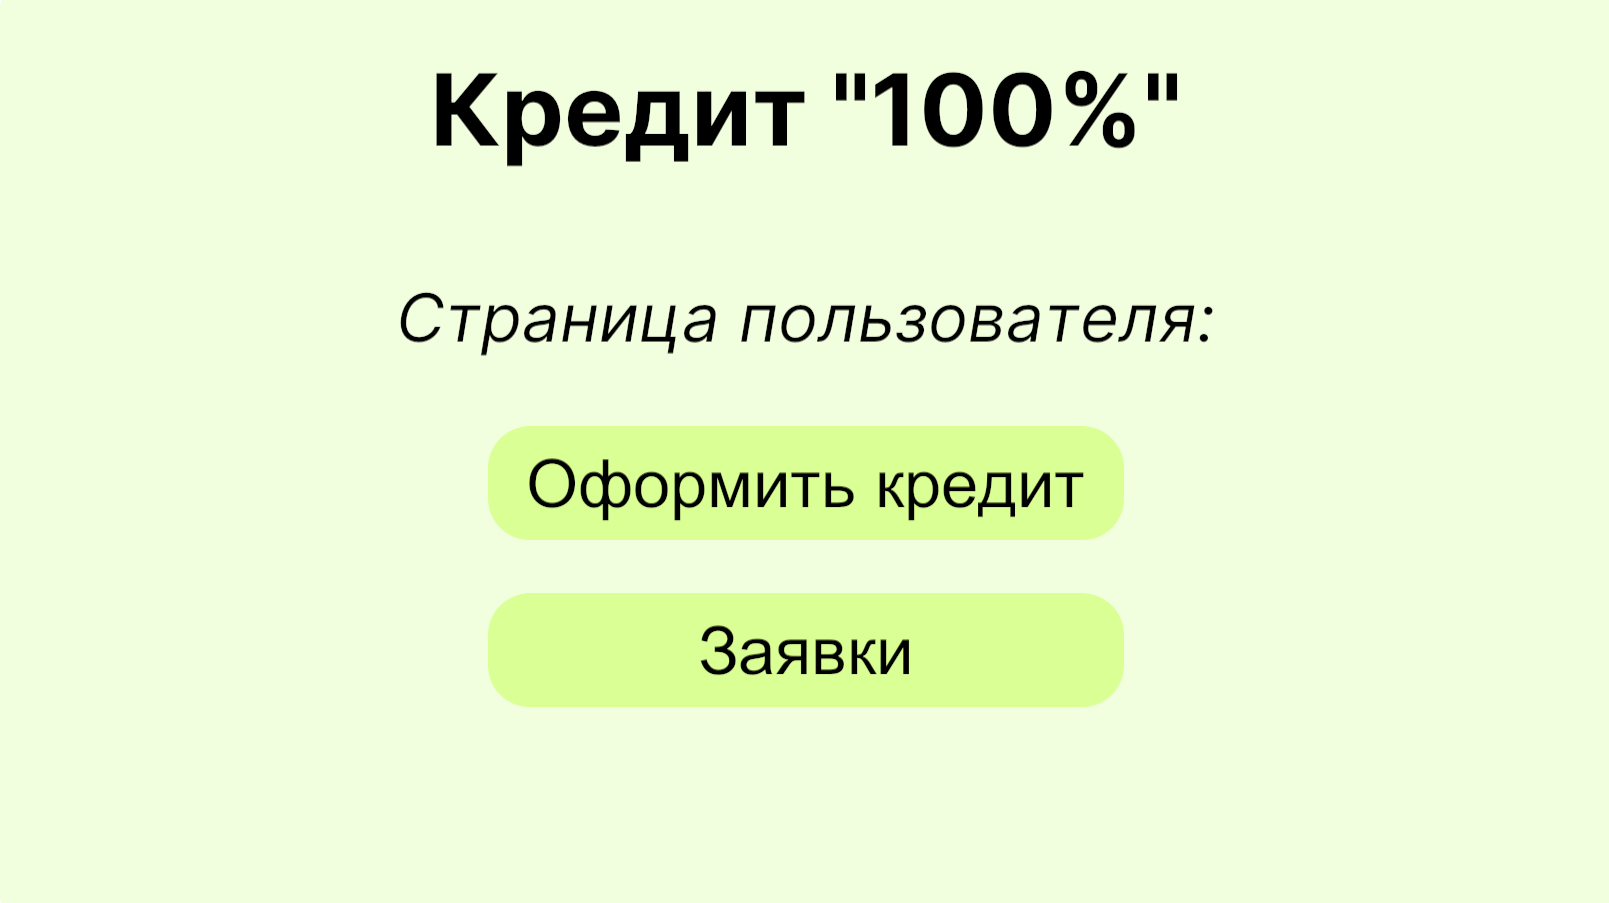 Кредит "100%"
Страница пользователя:
Оформить кредит
Заявки